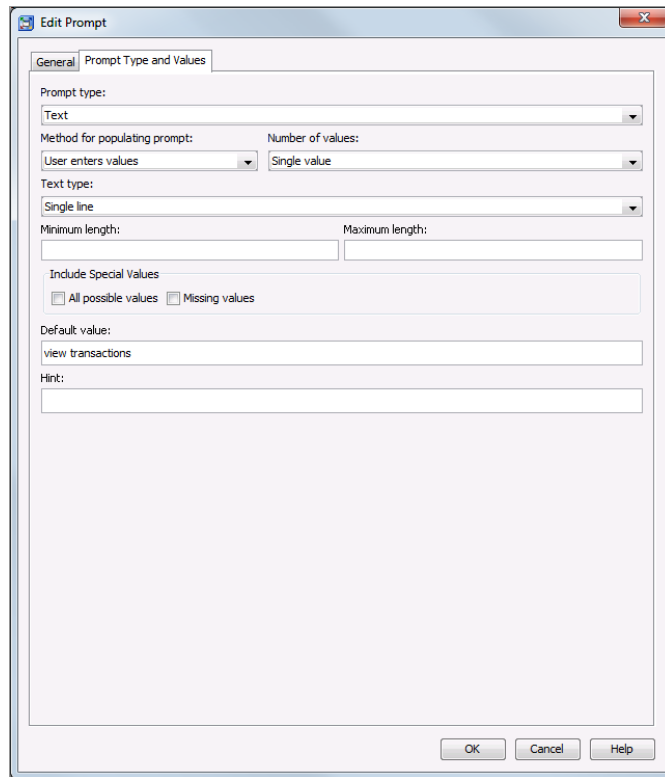 Edit Prompt
General Prompt Type and Values
Prompt type:
Text
Method for populating prompt: Number of values:
User enters values Single value
Text type:
Single line
Minimum length: Maximum length:
Include Special Values
All possible values Missing values
Default value:
view transactions
Hint:
OK Cancel Help